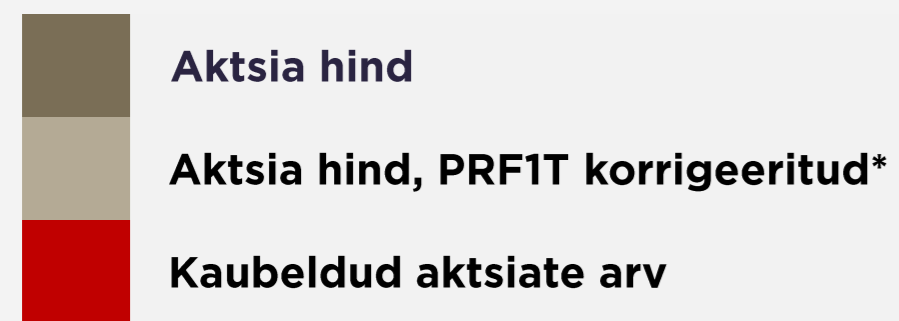 Aktsia hind
Aktsia hind, PRF1T korrigeeritud*
Kaubeldud aktsiate arv